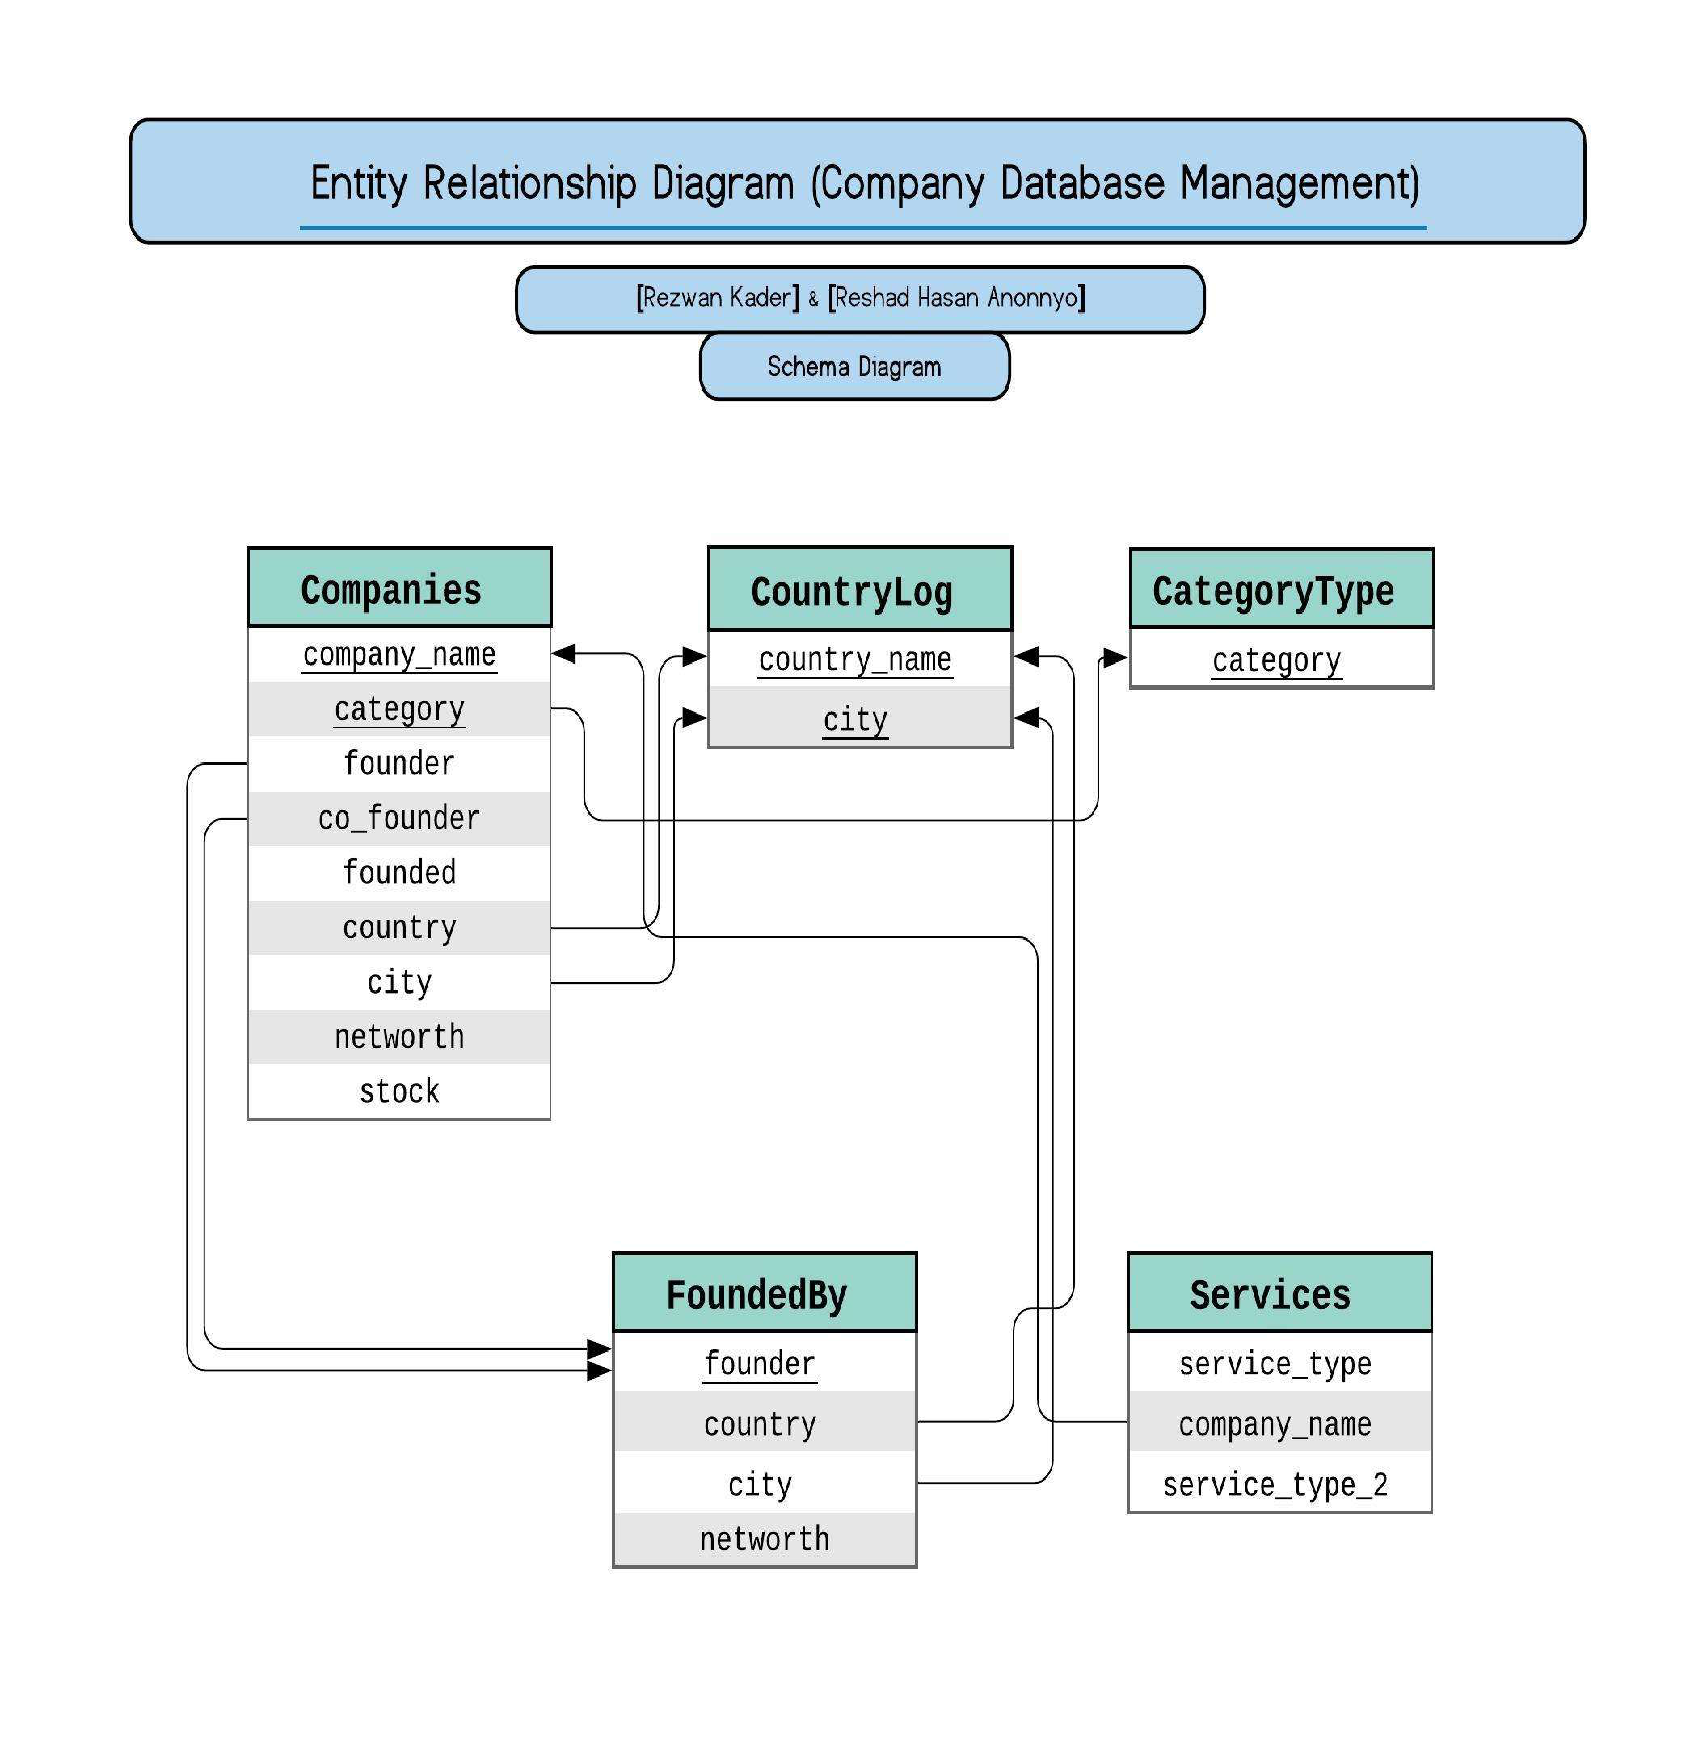 Entity Relationship Diagram (Company Database Management)
[Rezwan Kader] & [Reshad Hasan Anonnyo]
Schema Diagram
Companies
company_name
category
founder
co_founder
founded
country
city
networth
stock
CountryLog
country_name
city
CategoryType
category
FoundedBy
founder
country
city
networth
Services
service_type
company_name
service_type_2